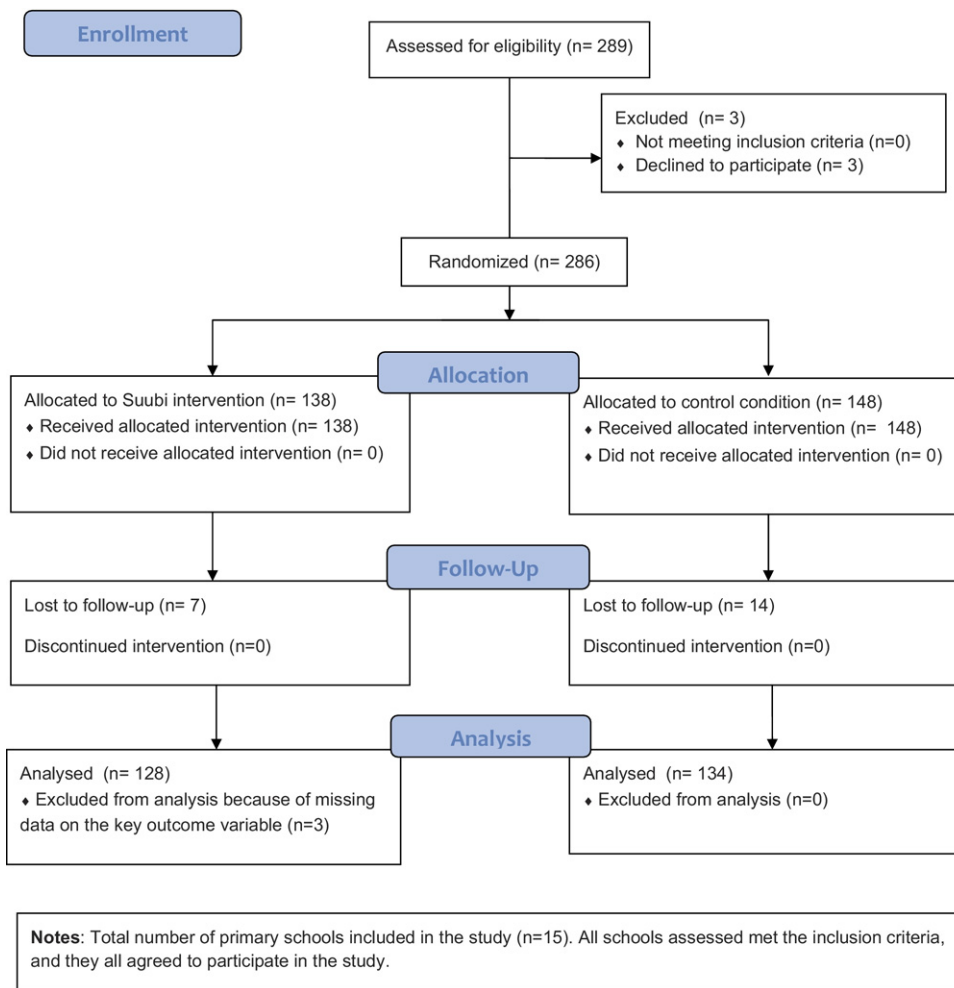 Enrollment
Assessed for eligibility (n= 289)
Excluded (n= 3)
♦ Not meeting inclusion criteria (n=0)
♦ Declined to participate (n= 3)
Randomized (n= 286)
Allocation
Allocated to Suubi intervention (n= 138)
♦ Received allocated intervention (n= 138)
♦ Did not receive allocated intervention (n= 0)
Allocated to control condition (n= 148)
♦ Received allocated intervention (n= 148)
♦ Did not receive allocated intervention (n= 0)
Follow-Up
Lost to follow-up (n= 7)
Discontinued intervention (n=0)
Lost to follow-up (n= 14)
Discontinued intervention (n=0)
Analysis
Analysed (n= 128)
♦ Excluded from analysis because of missing
data on the key outcome variable (n=3)
Analysed (n= 134)
♦ Excluded from analysis (n=0)
Notes: Total number of primary schools included in the study (n=15). All schools assessed met the inclusion criteria,
and they all agreed to participate in the study.